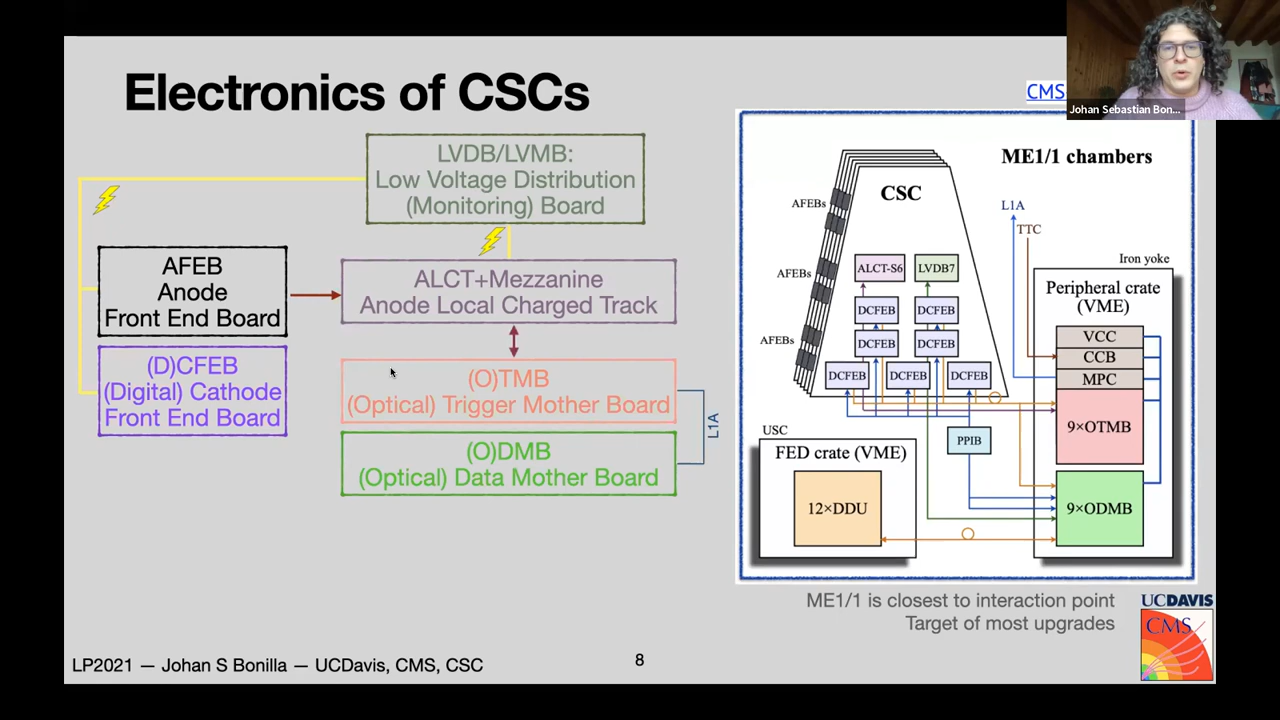 Electronics of CSCs
CMS
Johan Sebastian Bon...
LVDB/LVMB:
Low Voltage Distribution
(Monitoring) Board
AFEB
Anode
Front End Board
ALCT+Mezzanine
Anode Local Charged Track
(D)CFEB
(Digital) Cathode
Front End Board
(O)TMB
(Optical) Trigger Mother Board
(O)DMB
(Optical) Data Mother Board
L1A
ME1/1 chambers
CSC
AFEBs
AFEBs
AFEBs
L1A
TTC
ALCT-S6
LVDB7
DCFEB
DCFEB
DCFEB
DCFEB
DCFEB
DCFEB
DCFEB
PPIB
Iron yoke
Peripheral crate
(VME)
VCC
CCB
MPC
9×OTMB
9×ODMB
USC
FED crate (VME)
12×DDU
ME1/1 is closest to interaction point
Target of most upgrades
UCDAVIS
CMS
LP2021 — Johan S Bonilla — UCDavis, CMS, CSC
8